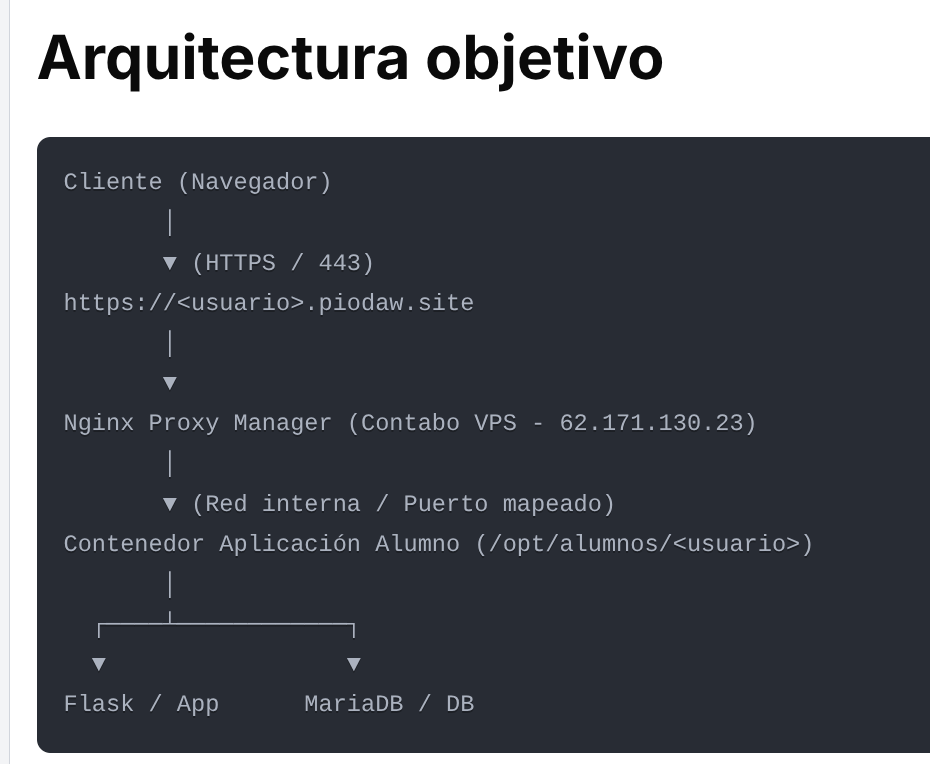 Arquitectura objetivo
Cliente (Navegador)
│
▼ (HTTPS / 443)
https://<usuario>.piodaw.site
│
▼
Nginx Proxy Manager (Contabo VPS - 62.171.130.23)
│
▼ (Red interna / Puerto mapeado)
Contenedor Aplicación Alumno (/opt/alumnos/<usuario>)
│
┌────┴────────────┐
▼                 ▼
Flask / App      MariaDB / DB